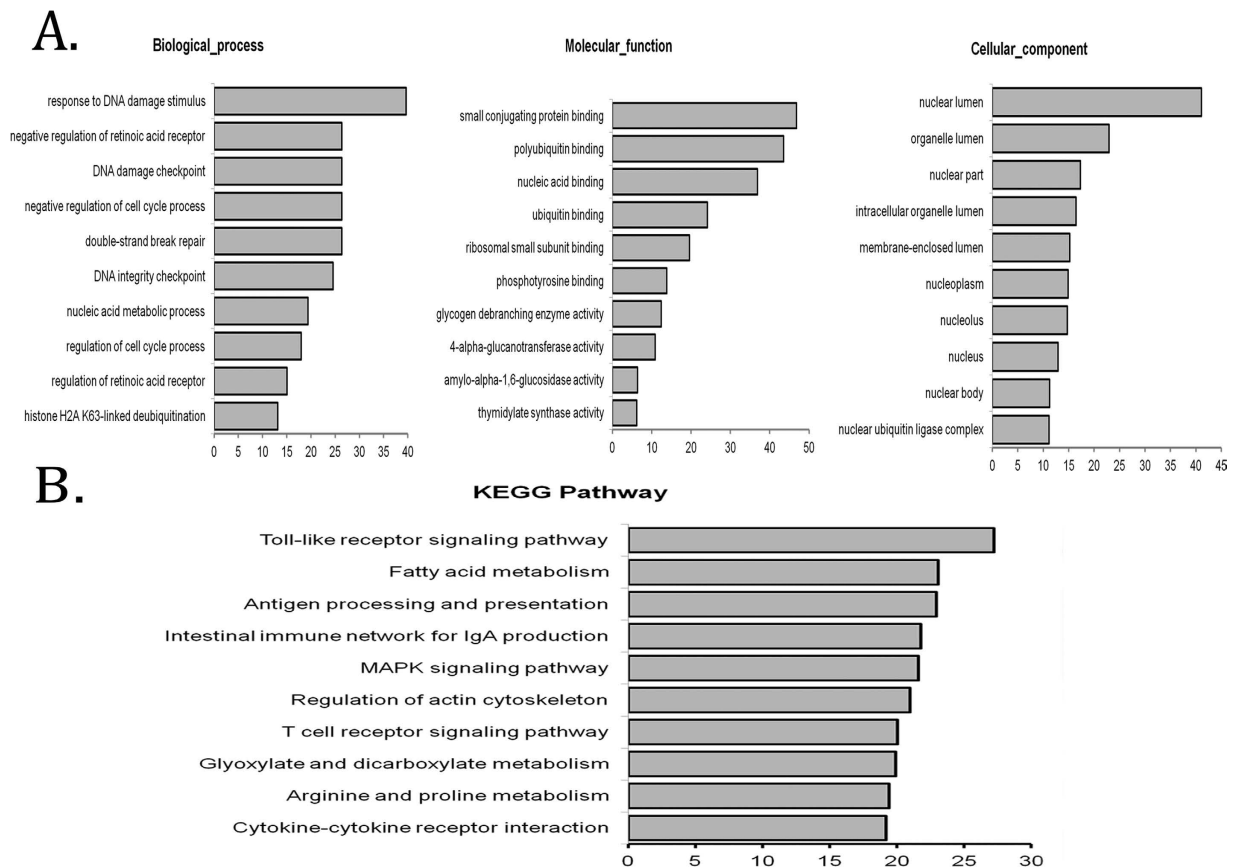 A.
Biological_process
response to DNA damage stimulus
negative regulation of retinoic acid receptor
DNA damage checkpoint
negative regulation of cell cycle process
double-strand break repair
DNA integrity checkpoint
nucleic acid metabolic process
regulation of cell cycle process
regulation of retinoic acid receptor
histone H2A K63-linked deubiquitination
0 5 10 15 20 25 30 35 40
Molecular_function
small conjugating protein binding
polyubiquitin binding
nucleic acid binding
ubiquitin binding
ribosomal small subunit binding
phosphotyrosine binding
glycogen debranching enzyme activity
4-alpha-glucanotransferase activity
amylo-alpha-1,6-glucosidase activity
thymidylate synthase activity
0 10 20 30 40 50
Cellular_component
nuclear lumen
organelle lumen
nuclear part
intracellular organelle lumen
membrane-enclosed lumen
nucleoplasm
nucleolus
nucleus
nuclear body
nuclear ubiquitin ligase complex
0 5 10 15 20 25 30 35 40 45
B.
KEGG Pathway
Toll-like receptor signaling pathway
Fatty acid metabolism
Antigen processing and presentation
Intestinal immune network for IgA production
MAPK signaling pathway
Regulation of actin cytoskeleton
T cell receptor signaling pathway
Glyoxylate and dicarboxylate metabolism
Arginine and proline metabolism
Cytokine-cytokine receptor interaction
0 5 10 15 20 25 30